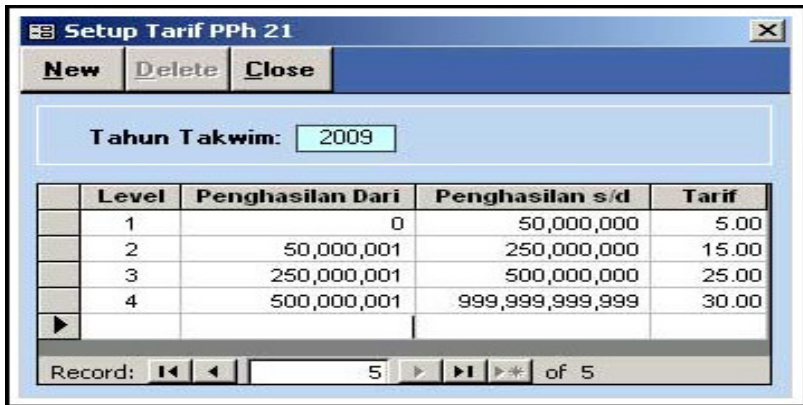 Setup Tarif PPh 21
New Delete Close
Tahun Takwim: 2009
Level Penghasilan Dari Penghasilan s/d Tarif
1 0 50,000,000 5.00
2 50,000,001 250,000,000 15.00
3 250,000,001 500,000,000 25.00
4 500,000,001 999,999,999,999 30.00
Record: 5 of 5